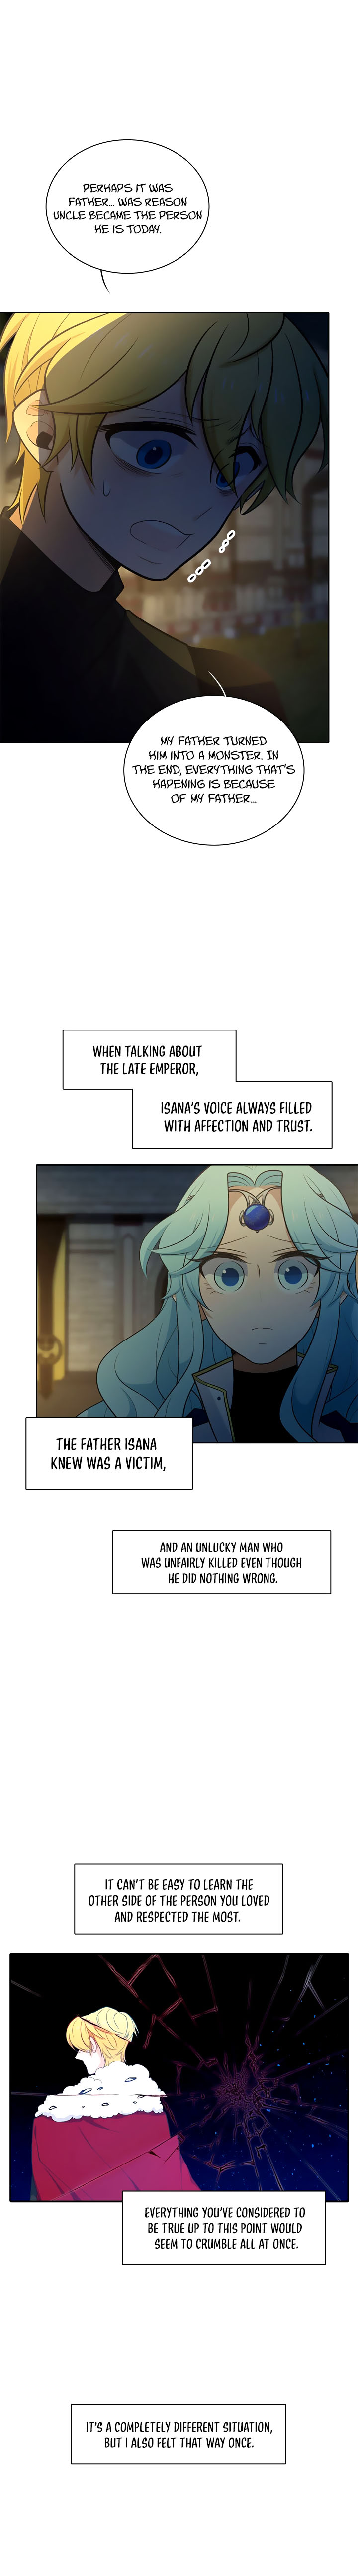 PERHAPS IT WAS
FATHER... WAS REASON
UNCLE BECAME THE PERSON
HE IS TODAY.
MY FATHER TURNED
HIM INTO A MONSTER. IN
THE END, EVERYTHING THAT'S
HAPENING IS BECAUSE
OF MY FATHER...
WHEN TALKING ABOUT
THE LATE EMPEROR,
ISANA'S VOICE ALWAYS FILLED
WITH AFFECTION AND TRUST.
THE FATHER ISANA
KNEW WAS A VICTIM,
AND AN UNLUCKY MAN WHO
WAS UNFAIRLY KILLED EVEN THOUGH
HE DID NOTHING WRONG.
IT CAN'T BE EASY TO LEARN THE
OTHER SIDE OF THE PERSON YOU LOVED
AND RESPECTED THE MOST.
EVERYTHING YOU'VE CONSIDERED TO
BE TRUE UP TO THIS POINT WOULD
SEEM TO CRUMBLE ALL AT ONCE.
IT'S A COMPLETELY DIFFERENT SITUATION,
BUT I ALSO FELT THAT WAY ONCE.